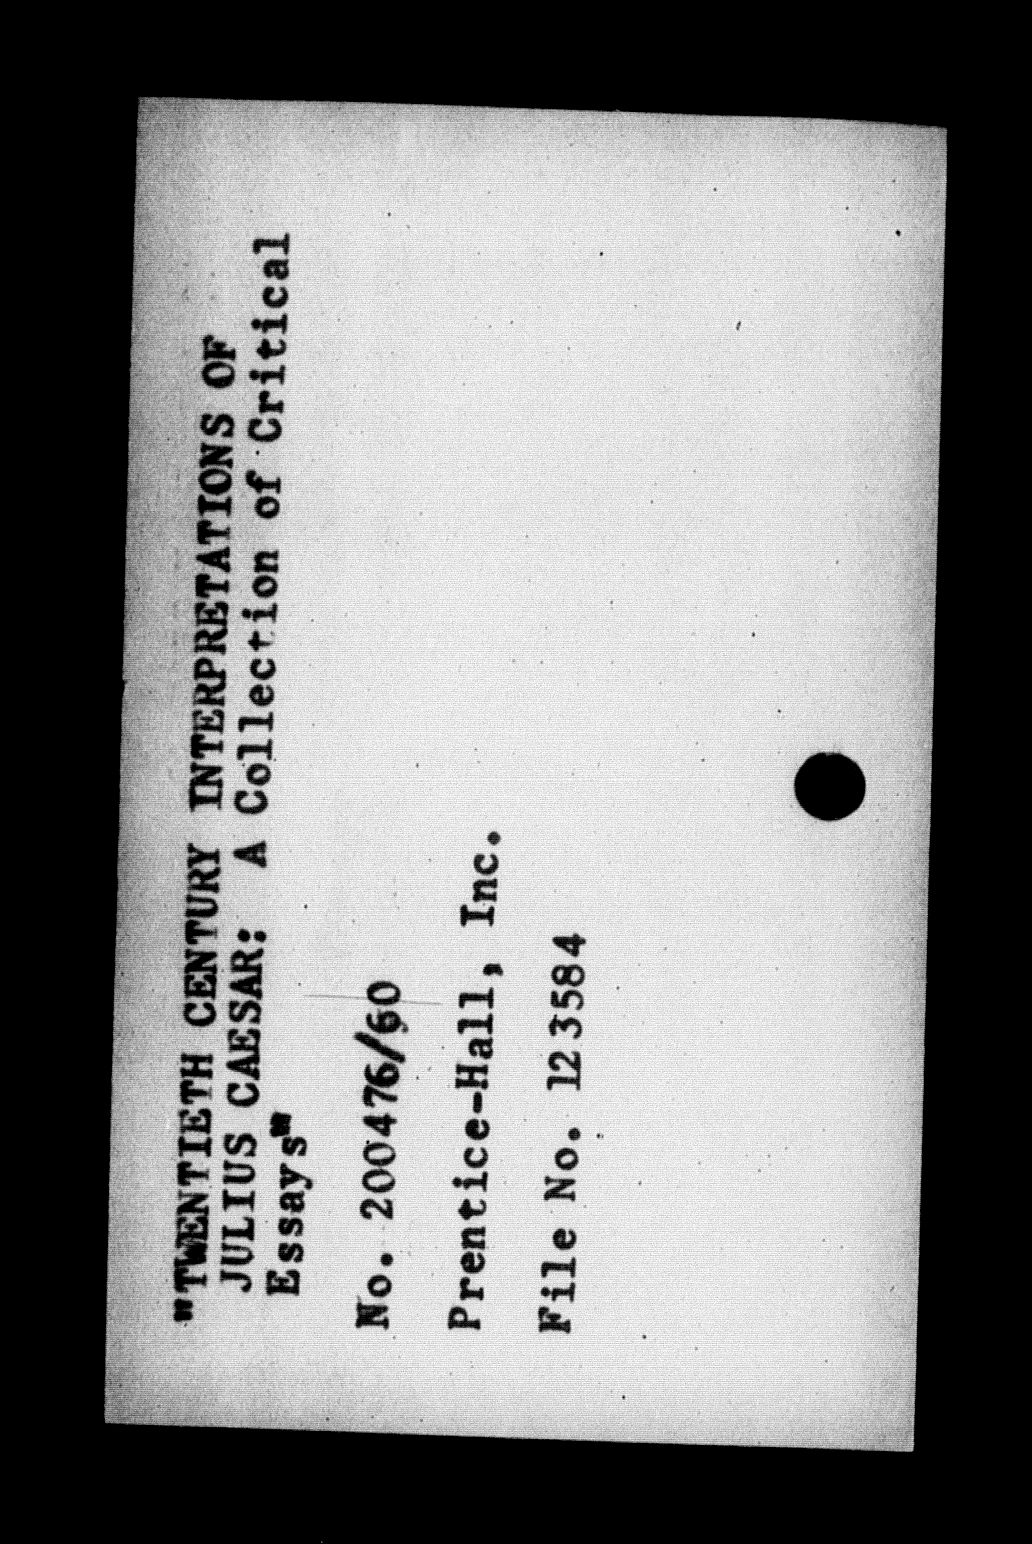 "TWENTIETH CENTURY INTERPRETATIONS OF
JULIUS CAESAR: A Collection of Critical
Essays"
No. 200476/60
Prentice-Hall, Inc.
File No. 123584